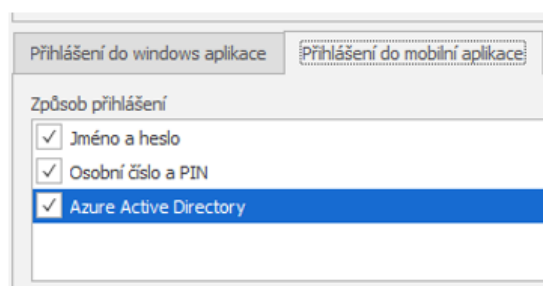 Přihlášení do windows aplikace Přihlášení do mobilní aplikace
Způsob přihlášení
Jméno a heslo
Osobní číslo a PIN
Azure Active Directory